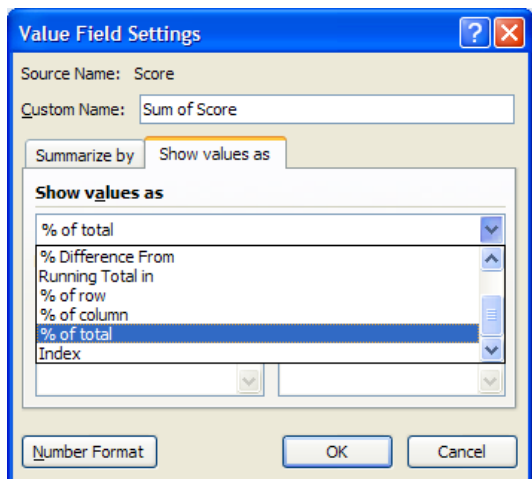 Value Field Settings
Source Name: Score
Custom Name: Sum of Score
Summarize by Show values as
Show values as
% of total
% Difference From
Running Total in
% of row
% of column
% of total
Index
Number Format OK Cancel